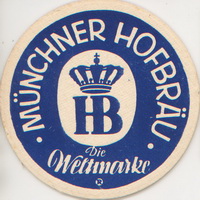 · MÜNCHNER HOFBRÄU ·
HB
Die
Weltmarke